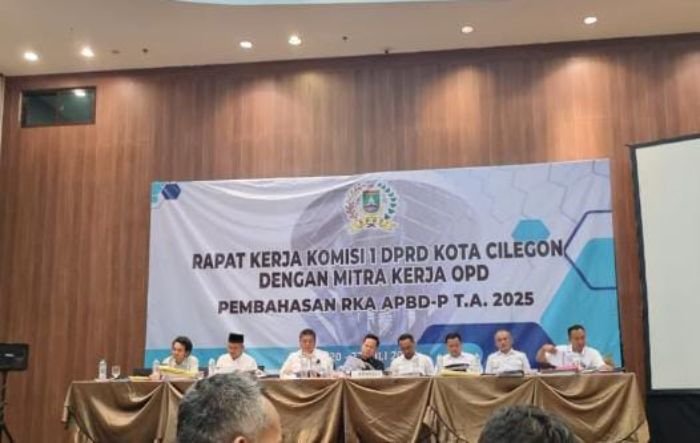 RAPAT KERJA KOMISI 1 DPRD KOTA CILEGON
DENGAN MITRA KERJA OPD
PEMBAHASAN RKA APBD-P T.A. 2025